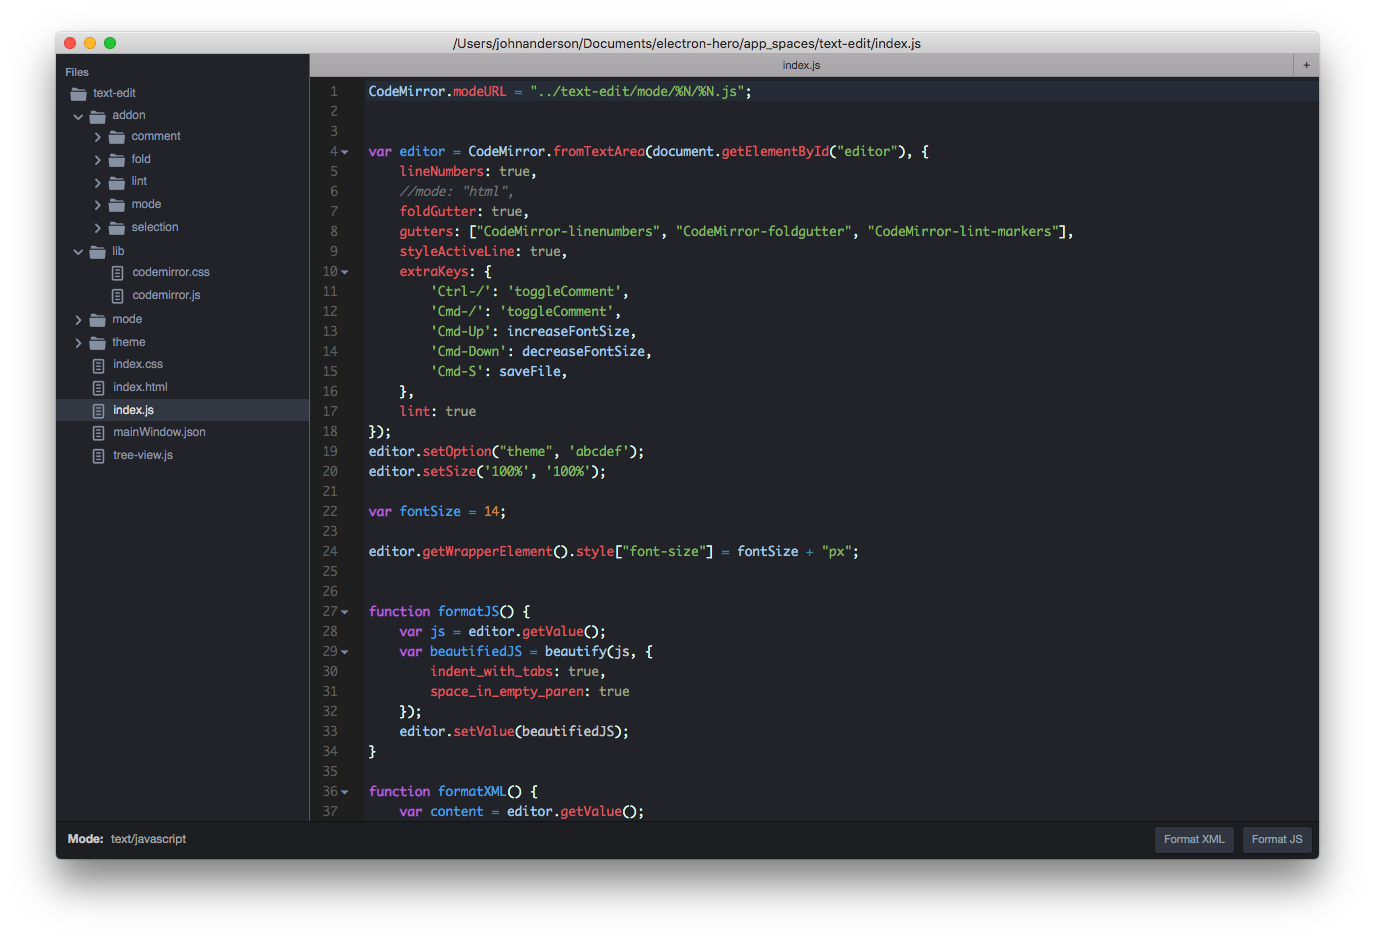 /Users/johnanderson/Documents/electron-hero/app_spaces/text-edit/index.js
Files
text-edit
addon
comment
fold
lint
mode
selection
lib
codemirror.css
codemirror.js
mode
theme
index.css
index.html
index.js
mainWindow.json
tree-view.js
index.js +
1 CodeMirror.modeURL = "../text-edit/mode/%N/%N.js";
2
3
4 var editor = CodeMirror.fromTextArea(document.getElementById("editor"), {
5 lineNumbers: true,
6 //mode: "html",
7 foldGutter: true,
8 gutters: ["CodeMirror-linenumbers", "CodeMirror-foldgutter", "CodeMirror-lint-markers"],
9 styleActiveLine: true,
10 extraKeys: {
11 'Ctrl-/': 'toggleComment',
12 'Cmd-/': 'toggleComment',
13 'Cmd-Up': increaseFontSize,
14 'Cmd-Down': decreaseFontSize,
15 'Cmd-S': saveFile,
16 },
17 lint: true
18 });
19 editor.setOption("theme", 'abcdef');
20 editor.setSize('100%', '100%');
21
22 var fontSize = 14;
23
24 editor.getWrapperElement().style["font-size"] = fontSize + "px";
25
26
27 function formatJS() {
28 var js = editor.getValue();
29 var beautifiedJS = beautify(js, {
30 indent_with_tabs: true,
31 space_in_empty_paren: true
32 });
33 editor.setValue(beautifiedJS);
34 }
35
36 function formatXML() {
37 var content = editor.getValue();
Mode: text/javascript
Format XML
Format JS